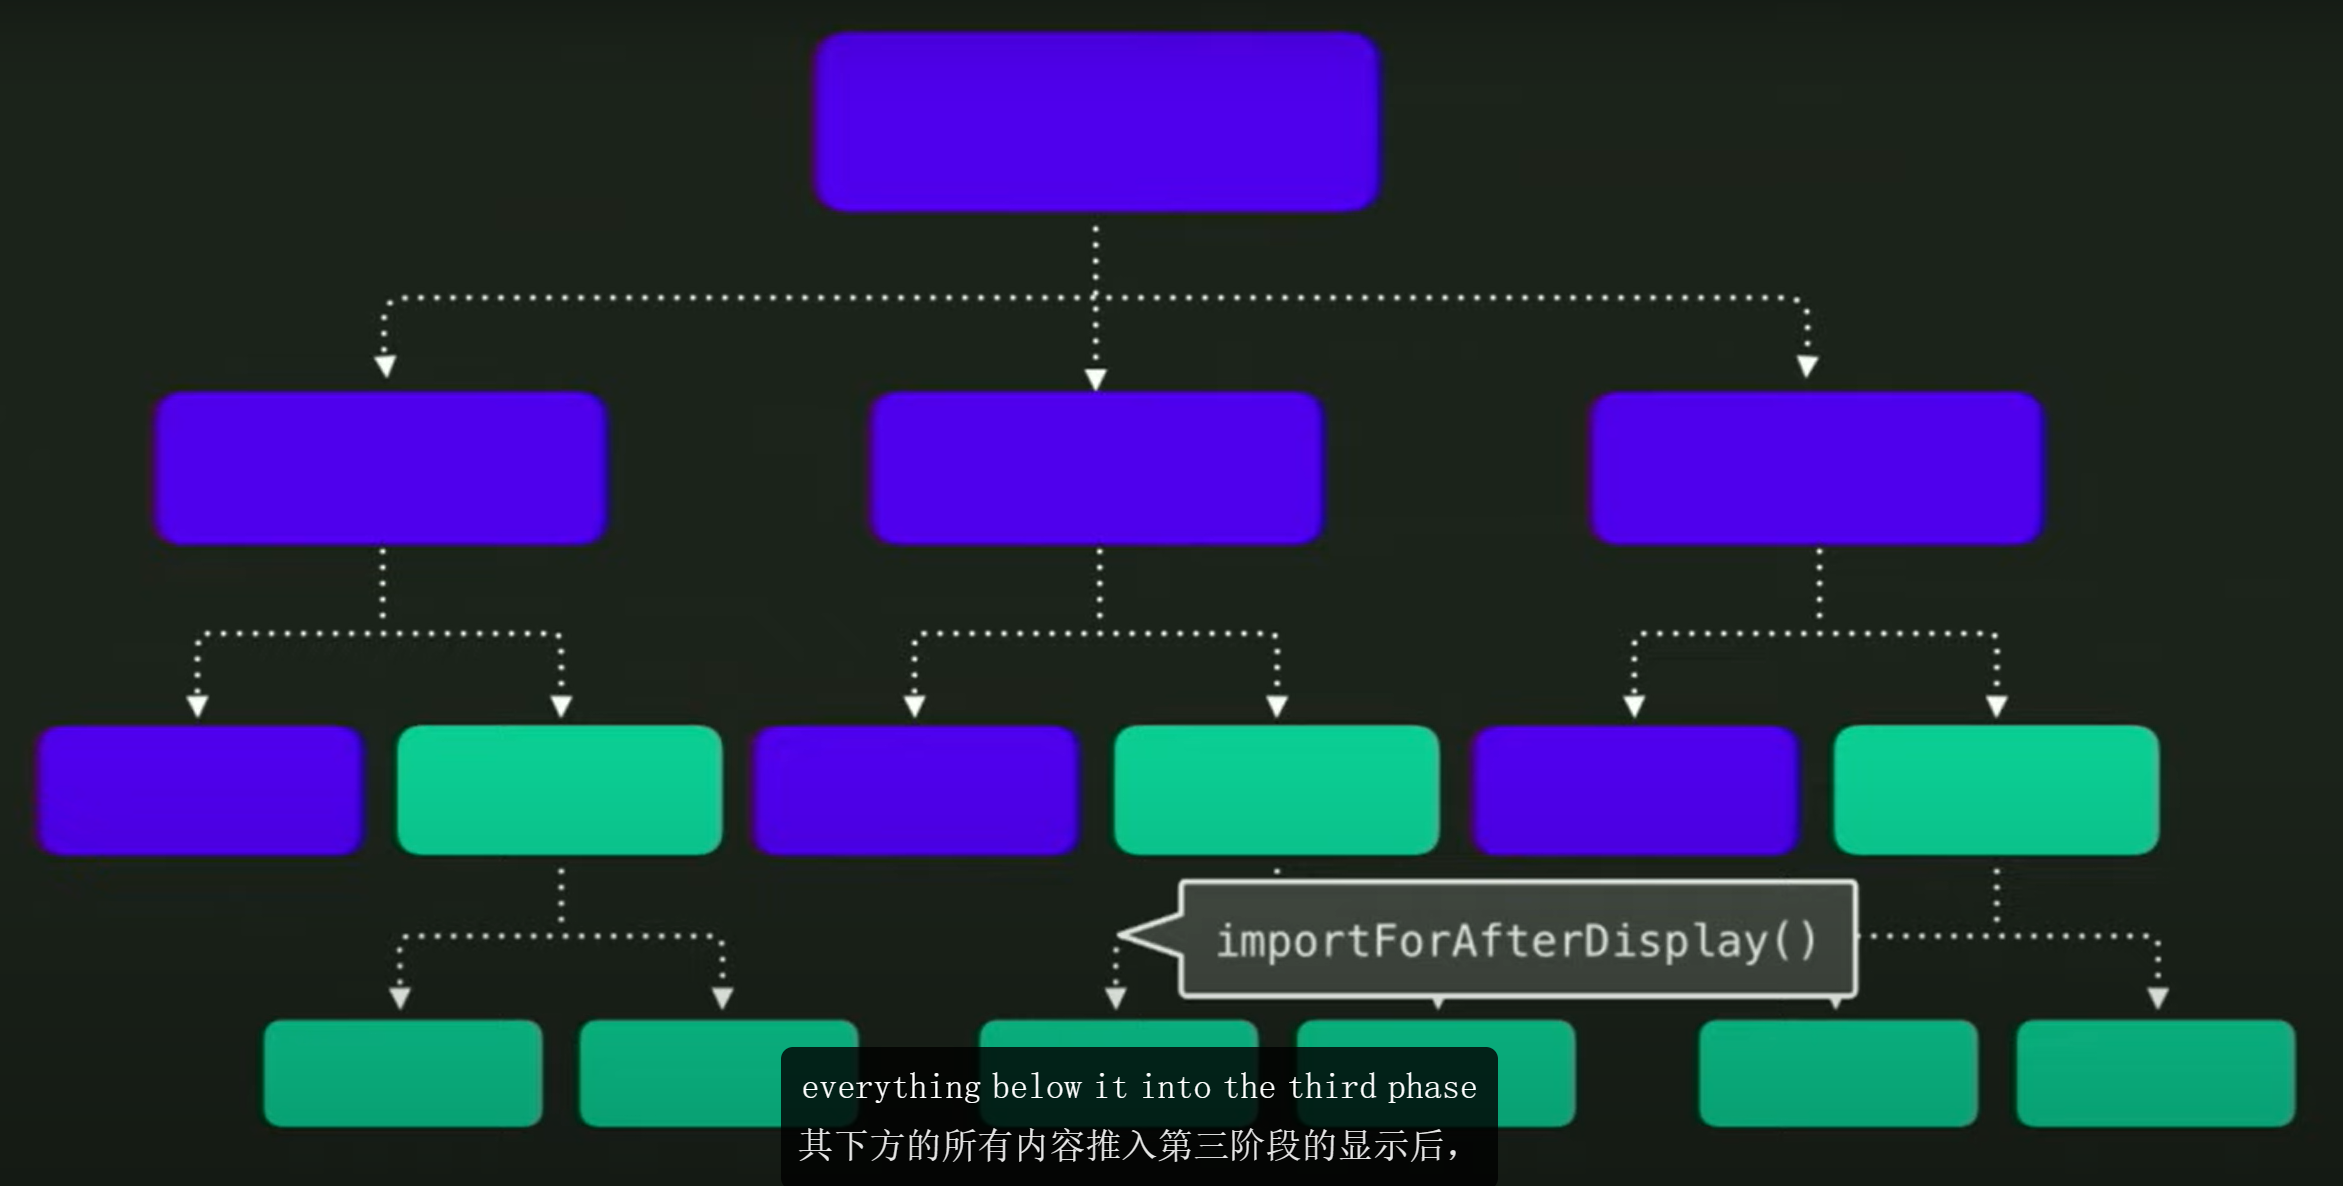 importForAfterDisplay()
everything below it into the third phase
其下方的所有内容推入第三阶段的显示后，